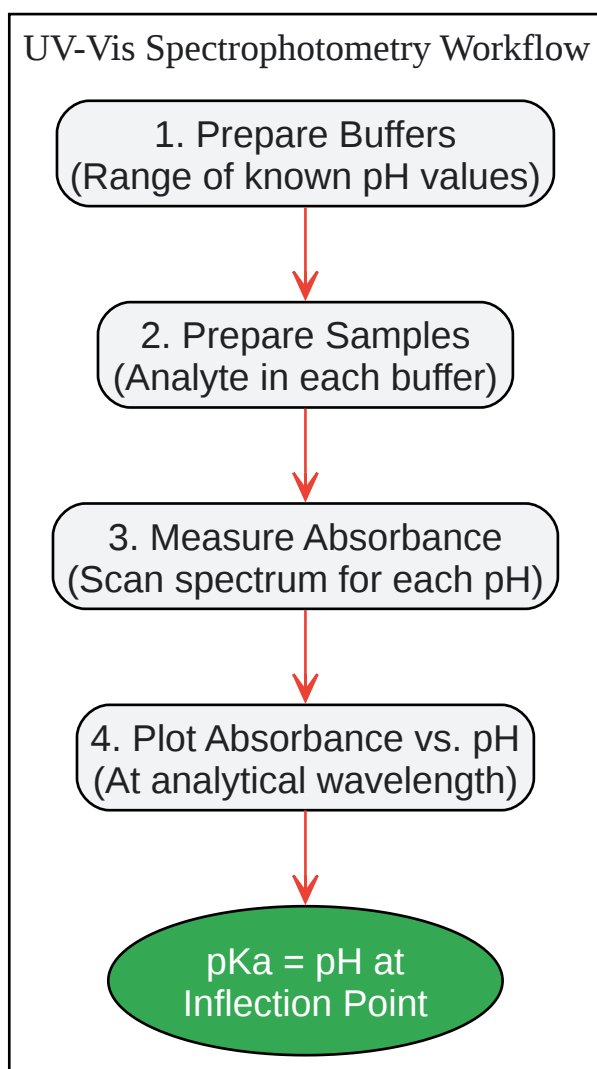 UV-Vis Spectrophotometry Workflow
1. Prepare Buffers
(Range of known pH values)
2. Prepare Samples
(Analyte in each buffer)
3. Measure Absorbance
(Scan spectrum for each pH)
4. Plot Absorbance vs. pH
(At analytical wavelength)
pKa = pH at
Inflection Point